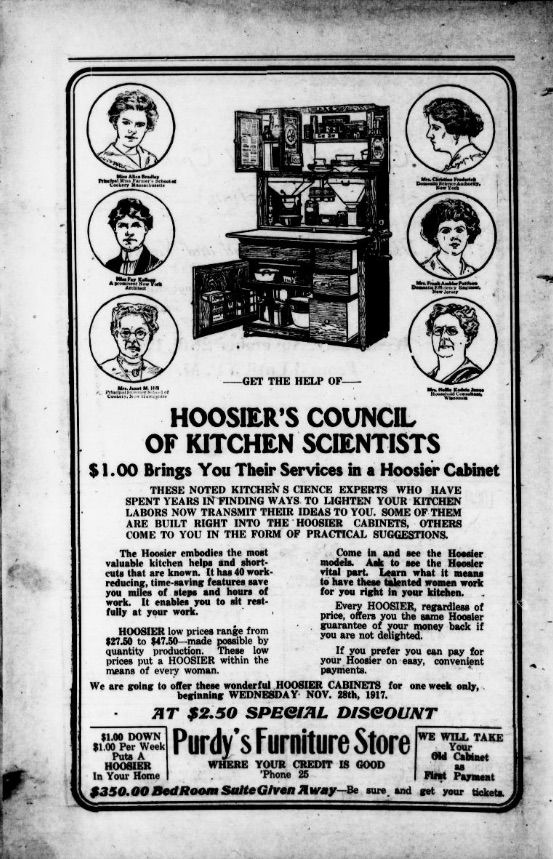 Miss Alice Bradley
Principal Miss Farmer's School of
Cookery Massachusetts
Mrs. Christine Frederick
Domestic Science Authority,
New York
Miss Fay Kellogg
A prominent New York
Architect
Mrs. Frank Ambler Pattison
Domestic Efficiency Engineer,
New Jersey
Mrs. Janet M. Hill
Principal School of
Cookery,
Mrs. Nellie Kedzie Jones
Household Consultant,
Wisconsin
—GET THE HELP OF—
HOOSIER'S COUNCIL
OF KITCHEN SCIENTISTS
$1.00 Brings You Their Services in a Hoosier Cabinet
THESE NOTED KITCHEN S CIENCE EXPERTS WHO HAVE
SPENT YEARS IN FINDING WAYS TO LIGHTEN YOUR KITCHEN
LABORS NOW TRANSMIT THEIR IDEAS TO YOU. SOME OF THEM
ARE BUILT RIGHT INTO THE HOOSIER CABINETS, OTHERS
COME TO YOU IN THE FORM OF PRACTICAL SUGGESTIONS.
The Hoosier embodies the most
valuable kitchen helps and short-
cuts that are known. It has 40 work-
reducing, time-saving features save
you miles of steps and hours of
work. It enables you to sit rest-
fully at your work.
HOOSIER low prices range from
$27.50 to $47.50—made possible by
quantity production. These low
prices put a HOOSIER within the
means of every woman.
Come in and see the Hoosier
models. Ask to see the Hoosier
vital part. Learn what it means
to have these talented women work
for you right in your kitchen.
Every HOOSIER, regardless of
price, offers you the same Hoosier
guarantee of your money back if
you are not delighted.
If you prefer you can pay for
your Hoosier on easy, convenient
payments.
We are going to offer these wonderful HOOSIER CABINETS for one week only,
beginning WEDNESDAY NOV. 28th, 1917.
AT $2.50 SPECIAL DISCOUNT
$1.00 DOWN
$1.00 Per Week
Puts A
HOOSIER
In Your Home
Purdy's Furniture Store
WHERE YOUR CREDIT IS GOOD
'Phone 25
WE WILL TAKE
Your
Old Cabinet
as
First Payment
$350.00 Bed Room Suite Given Away—Be sure and get your tickets.